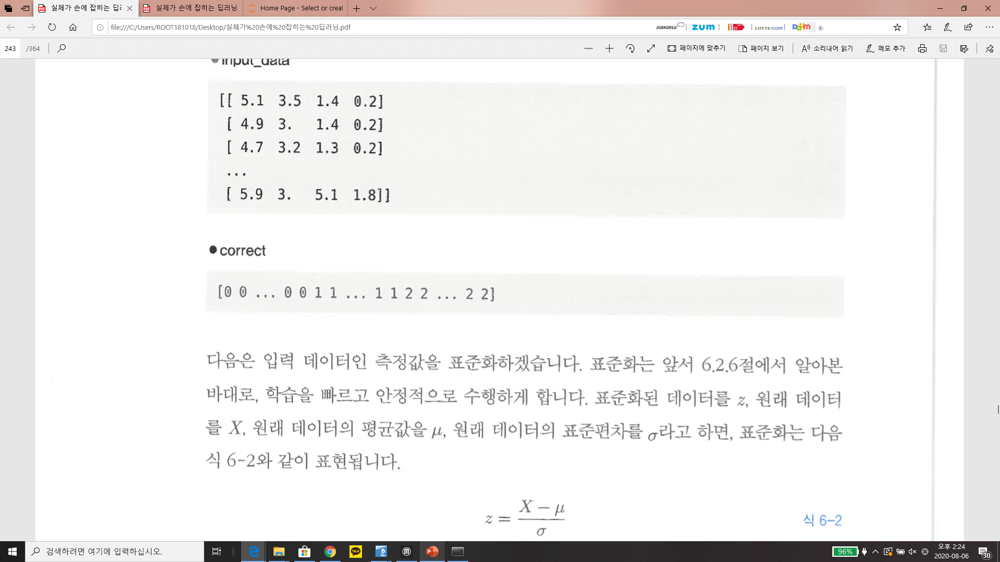 실체가 손에 잡히는 딥러
실체가 손에 잡히는 딥러닝.
Home Page - Select or creat
file:///C:/Users/ROOT181018/Desktop/실체가%20손에%20잡히는%20딥러닝.pdf
JOBKOREA
zum
11ST
LOTTE.COM
243 /364
페이지에 맞추기
페이지 보기
소리내어 읽기
메모 추가
input_data
[[ 5.1 3.5 1.4 0.2]
[ 4.9 3. 1.4 0.2]
[ 4.7 3.2 1.3 0.2]
...
[ 5.9 3. 5.1 1.8]]
● correct
[0 0 ... 0 0 1 1 ... 1 1 2 2 ... 2 2]
다음은 입력 데이터인 측정값을 표준화하겠습니다. 표준화는 앞서 6.2.6절에서 알아본
바대로, 학습을 빠르고 안정적으로 수행하게 합니다. 표준화된 데이터를 z, 원래 데이터
를 X, 원래 데이터의 평균값을 μ, 원래 데이터의 표준편차를 σ라고 하면, 표준화는 다음
식 6-2와 같이 표현됩니다.
z = (X − μ) / σ
식 6-2
검색하려면 여기에 입력하십시오.
TALK
96%
오후 2:24
2020-08-06
30